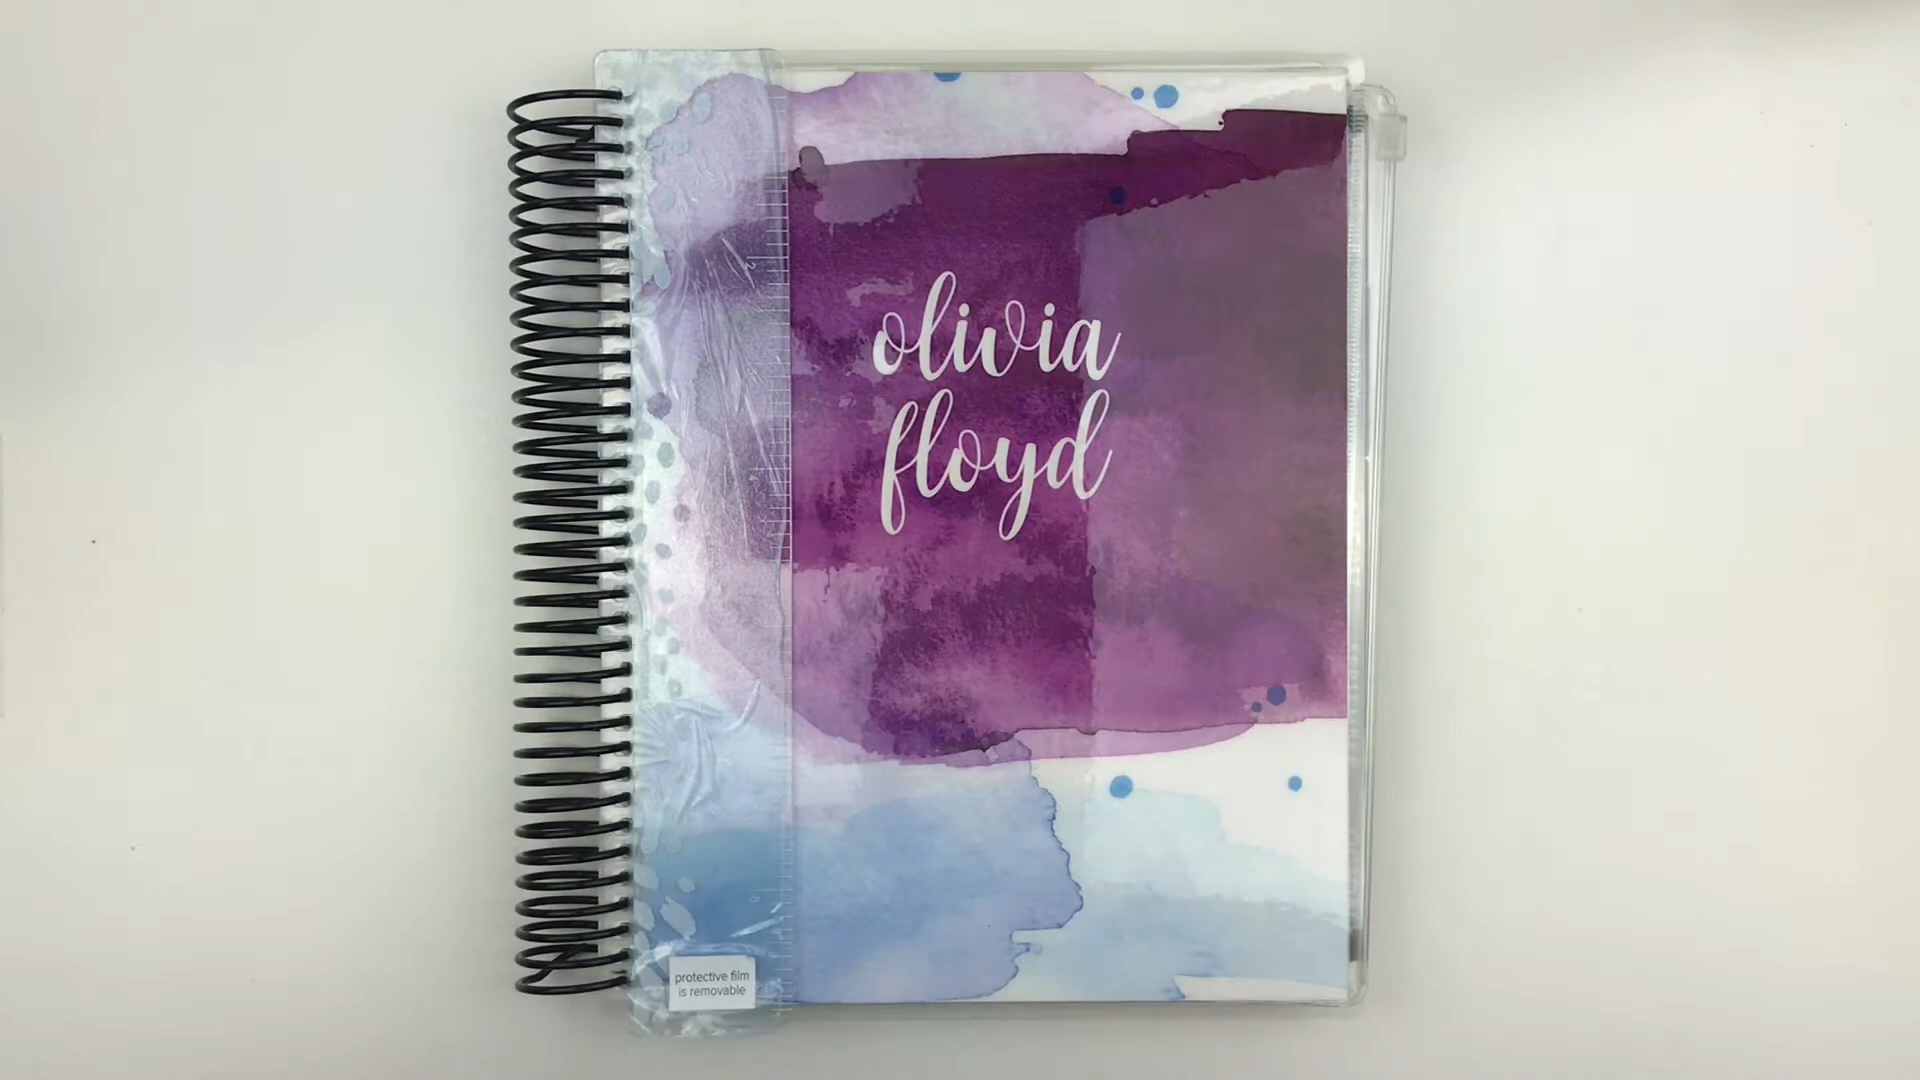 olivia
floyd
protective film
is removable